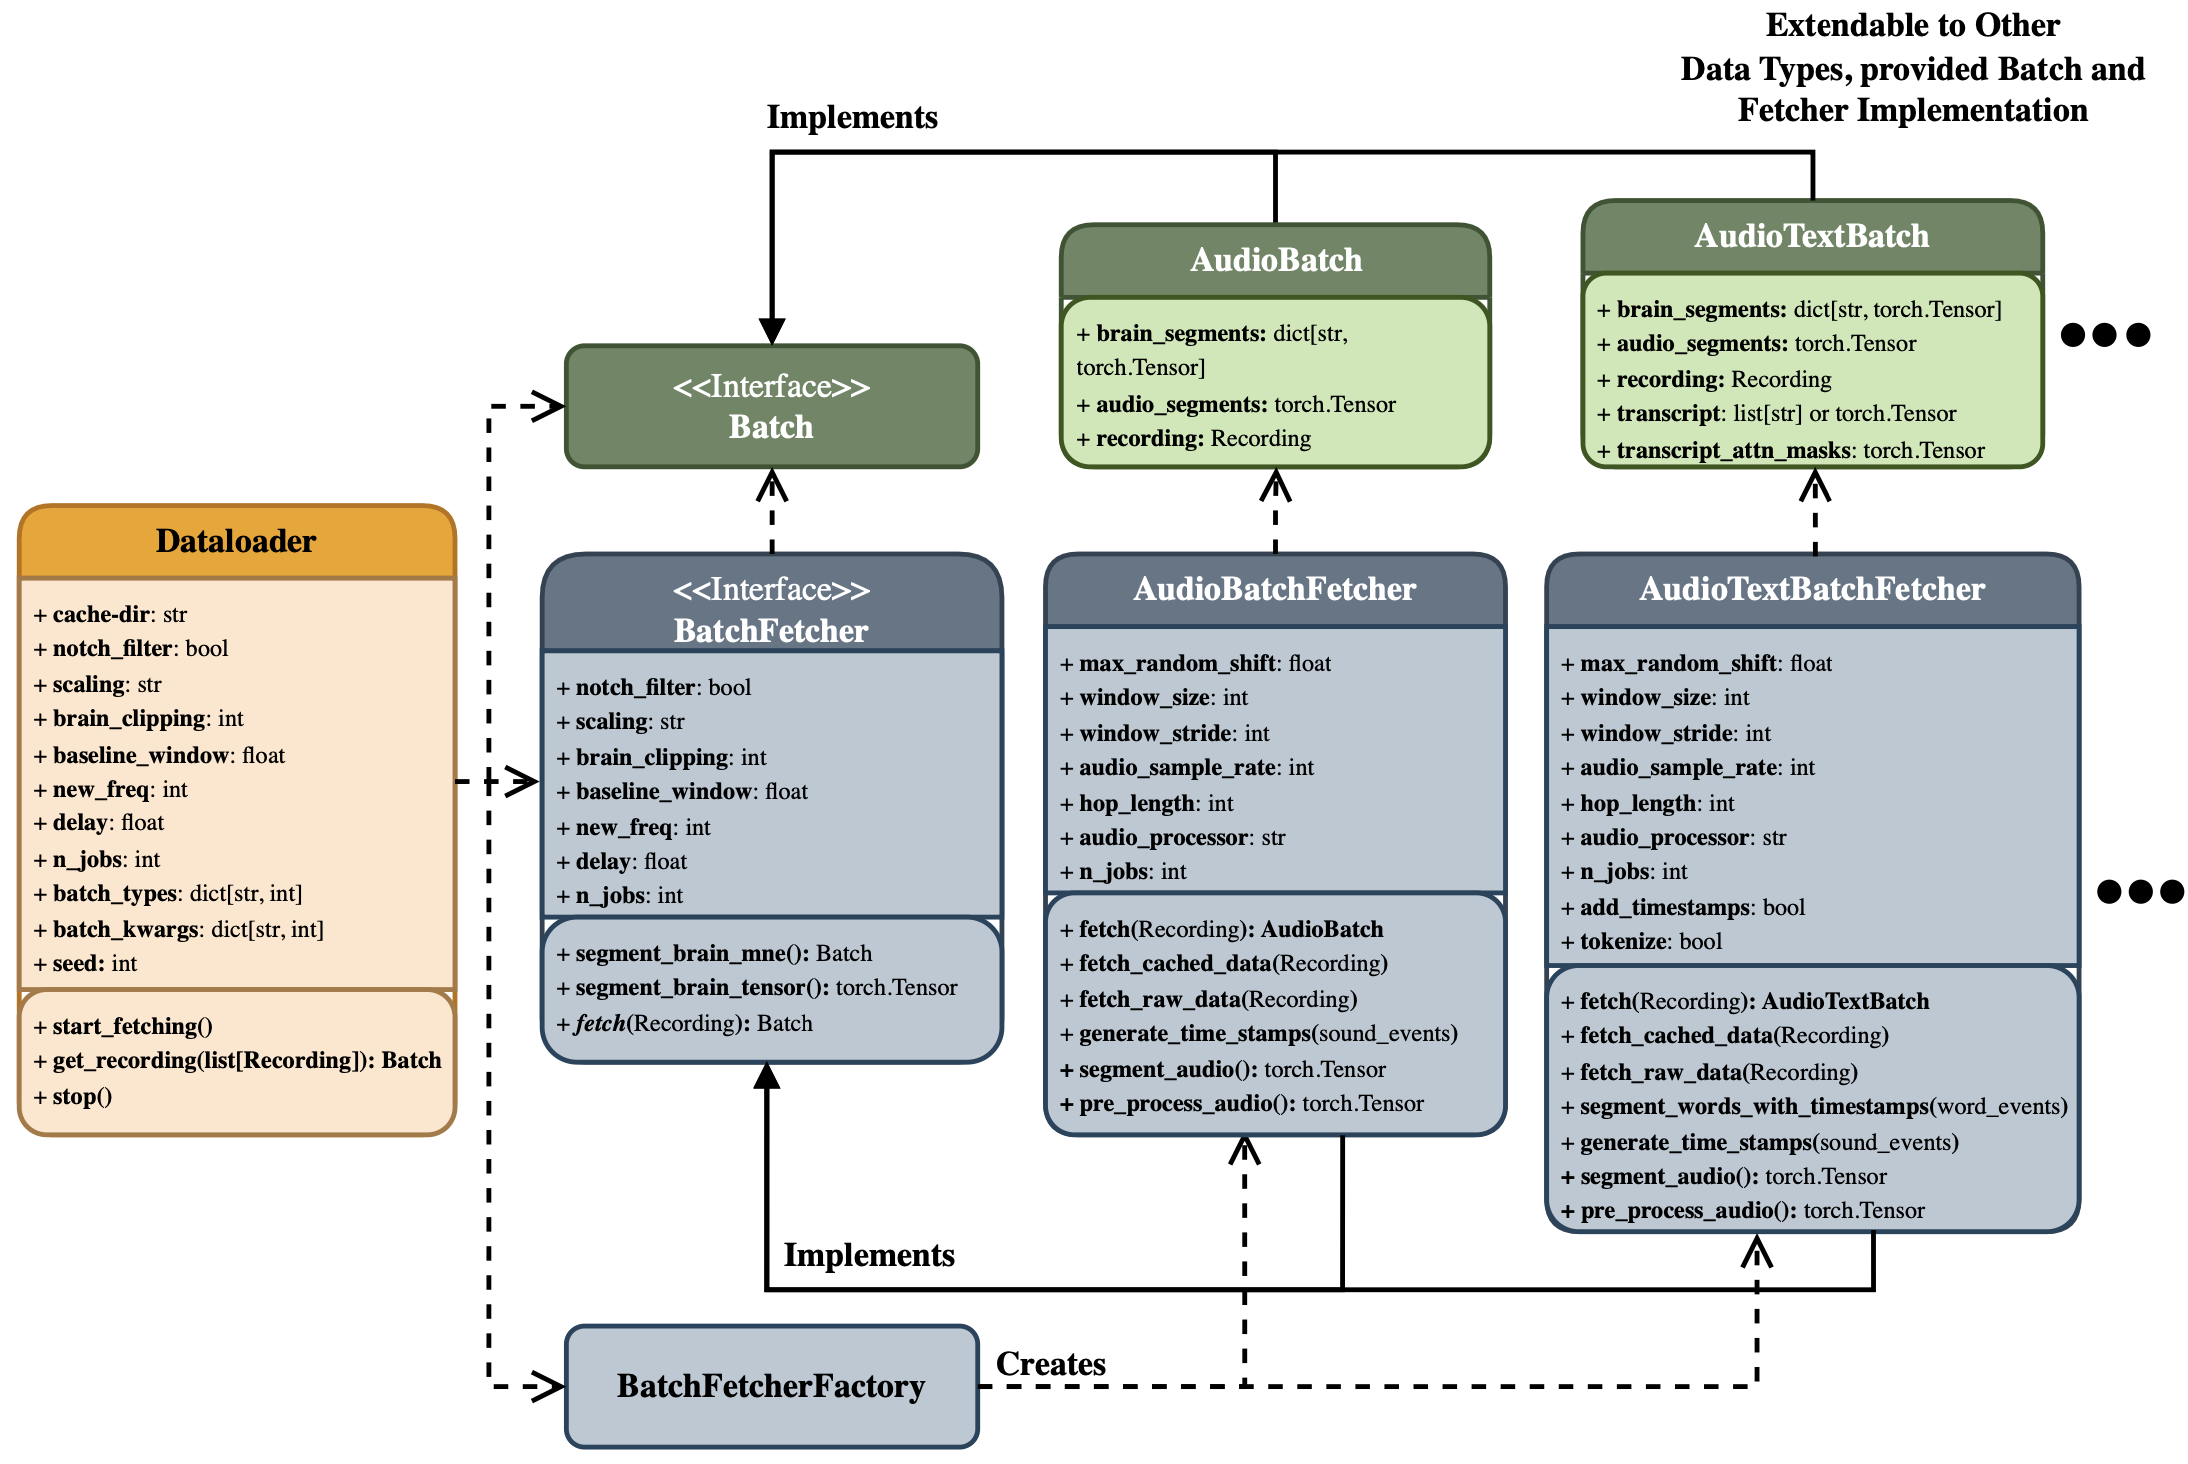 Extendable to Other
Data Types, provided Batch and
Fetcher Implementation
Implements
AudioBatch
+ brain_segments: dict[str,
torch.Tensor]
+ audio_segments: torch.Tensor
+ recording: Recording
AudioTextBatch
+ brain_segments: dict[str, torch.Tensor]
+ audio_segments: torch.Tensor
+ recording: Recording
+ transcript: list[str] or torch.Tensor
+ transcript_attn_masks: torch.Tensor
<<Interface>>
Batch
Dataloader
+ cache-dir: str
+ notch_filter: bool
+ scaling: str
+ brain_clipping: int
+ baseline_window: float
+ new_freq: int
+ delay: float
+ n_jobs: int
+ batch_types: dict[str, int]
+ batch_kwargs: dict[str, int]
+ seed: int
+ start_fetching()
+ get_recording(list[Recording]): Batch
+ stop()
<<Interface>>
BatchFetcher
+ notch_filter: bool
+ scaling: str
+ brain_clipping: int
+ baseline_window: float
+ new_freq: int
+ delay: float
+ n_jobs: int
+ segment_brain_mne(): Batch
+ segment_brain_tensor(): torch.Tensor
+ fetch(Recording): Batch
AudioBatchFetcher
+ max_random_shift: float
+ window_size: int
+ window_stride: int
+ audio_sample_rate: int
+ hop_length: int
+ audio_processor: str
+ n_jobs: int
+ fetch(Recording): AudioBatch
+ fetch_cached_data(Recording)
+ fetch_raw_data(Recording)
+ generate_time_stamps(sound_events)
+ segment_audio(): torch.Tensor
+ pre_process_audio(): torch.Tensor
AudioTextBatchFetcher
+ max_random_shift: float
+ window_size: int
+ window_stride: int
+ audio_sample_rate: int
+ hop_length: int
+ audio_processor: str
+ n_jobs: int
+ add_timestamps: bool
+ tokenize: bool
+ fetch(Recording): AudioTextBatch
+ fetch_cached_data(Recording)
+ fetch_raw_data(Recording)
+ segment_words_with_timestamps(word_events)
+ generate_time_stamps(sound_events)
+ segment_audio(): torch.Tensor
+ pre_process_audio(): torch.Tensor
Implements
BatchFetcherFactory
Creates